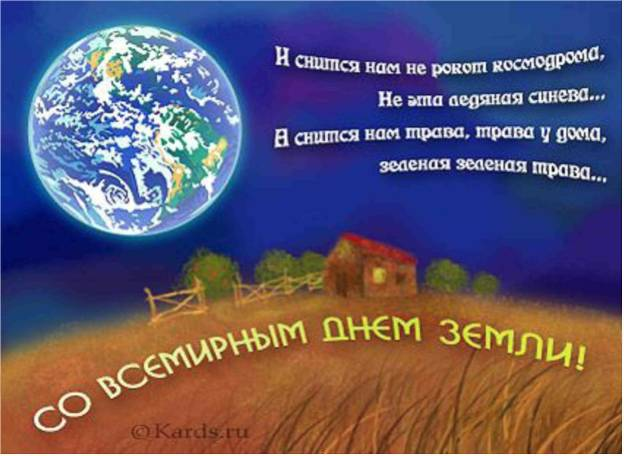 И снится нам не рокот космодрома,
Не эта ледяная синева...
А снится нам трава, трава у дома,
зеленая зеленая трава...
СО ВСЕМИРНЫМ ДНЕМ ЗЕМЛИ!
©Kards.ru